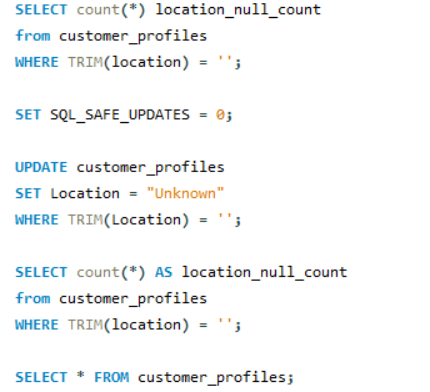 SELECT count(*) location_null_count
from customer_profiles
WHERE TRIM(location) = '';
SET SQL_SAFE_UPDATES = 0;
UPDATE customer_profiles
SET Location = "Unknown"
WHERE TRIM(Location) = '';
SELECT count(*) AS location_null_count
from customer_profiles
WHERE TRIM(location) = '';
SELECT * FROM customer_profiles;